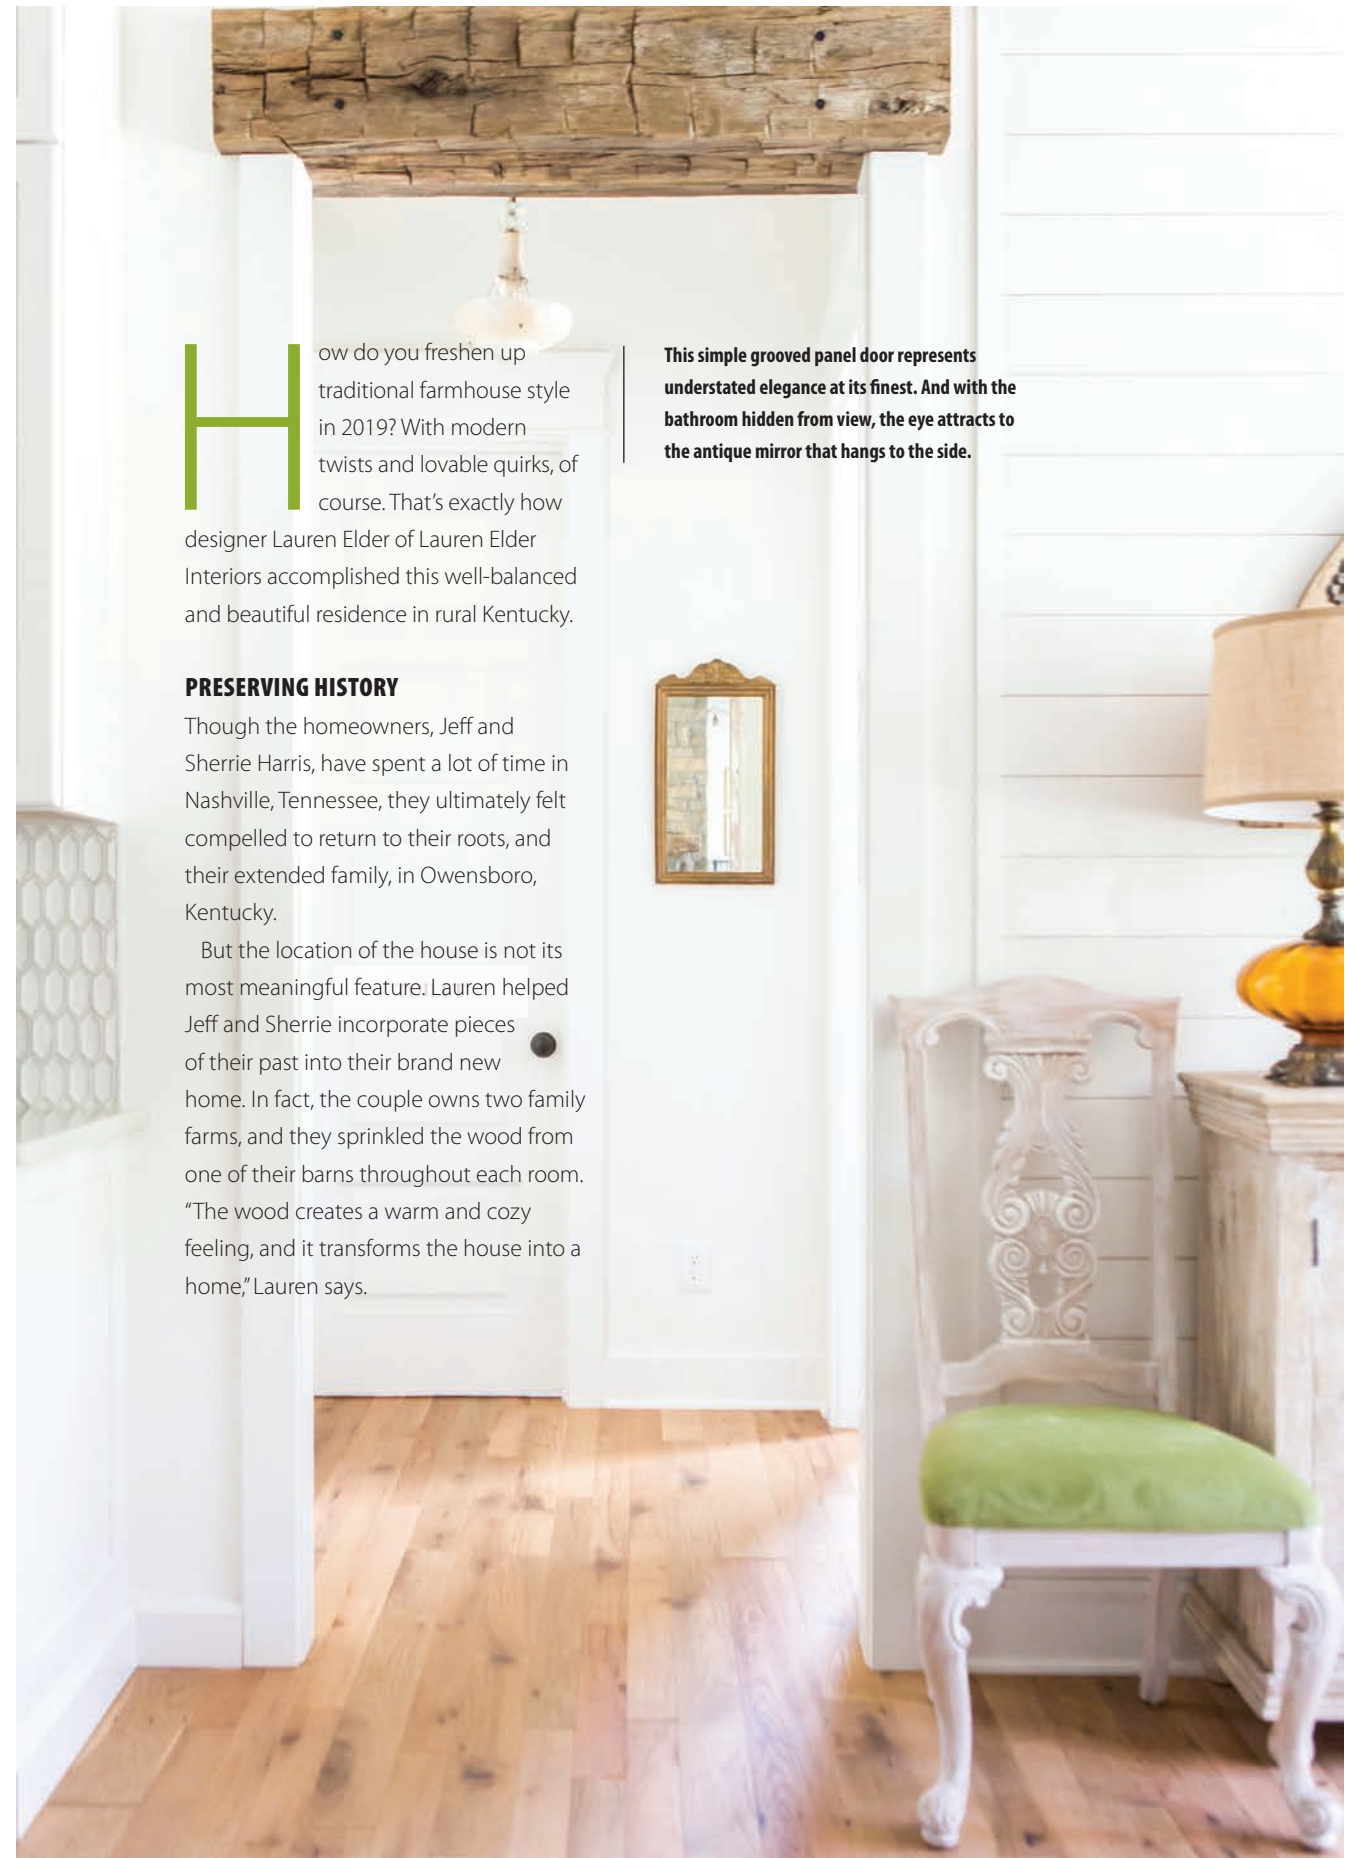 How do you freshen up
traditional farmhouse style
in 2019? With modern
twists and lovable quirks, of
course. That’s exactly how
designer Lauren Elder of Lauren Elder
Interiors accomplished this well-balanced
and beautiful residence in rural Kentucky.
PRESERVING HISTORY
Though the homeowners, Jeff and
Sherrie Harris, have spent a lot of time in
Nashville, Tennessee, they ultimately felt
compelled to return to their roots, and
their extended family, in Owensboro,
Kentucky.
But the location of the house is not its
most meaningful feature. Lauren helped
Jeff and Sherrie incorporate pieces
of their past into their brand new
home. In fact, the couple owns two family
farms, and they sprinkled the wood from
one of their barns throughout each room.
“The wood creates a warm and cozy
feeling, and it transforms the house into a
home,” Lauren says.
This simple grooved panel door represents
understated elegance at its finest. And with the
bathroom hidden from view, the eye attracts to
the antique mirror that hangs to the side.